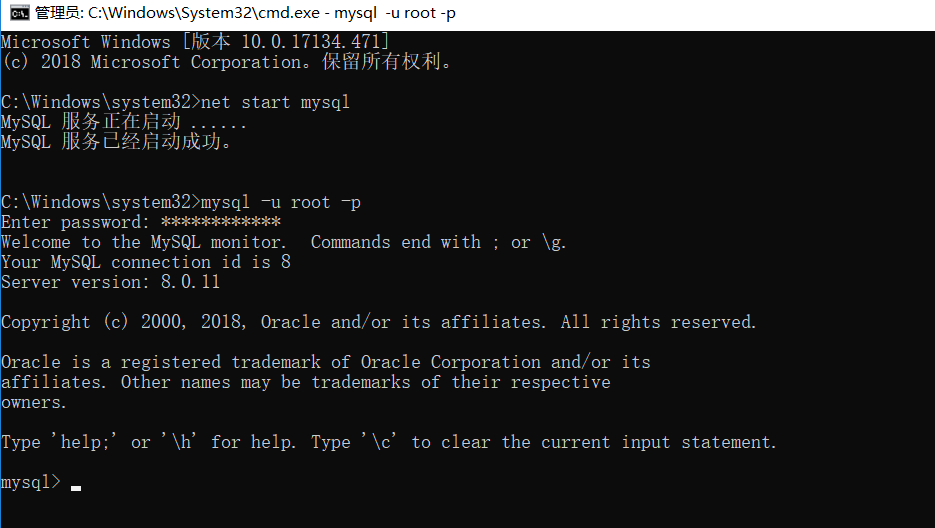 管理员: C:\Windows\System32\cmd.exe - mysql  -u root -p
Microsoft Windows [版本 10.0.17134.471]
(c) 2018 Microsoft Corporation。保留所有权利。
C:\Windows\system32>net start mysql
MySQL 服务正在启动 ......
MySQL 服务已经启动成功。
C:\Windows\system32>mysql -u root -p
Enter password: ************
Welcome to the MySQL monitor.  Commands end with ; or \g.
Your MySQL connection id is 8
Server version: 8.0.11
Copyright (c) 2000, 2018, Oracle and/or its affiliates. All rights reserved.
Oracle is a registered trademark of Oracle Corporation and/or its
affiliates. Other names may be trademarks of their respective
owners.
Type 'help;' or '\h' for help. Type '\c' to clear the current input statement.
mysql>